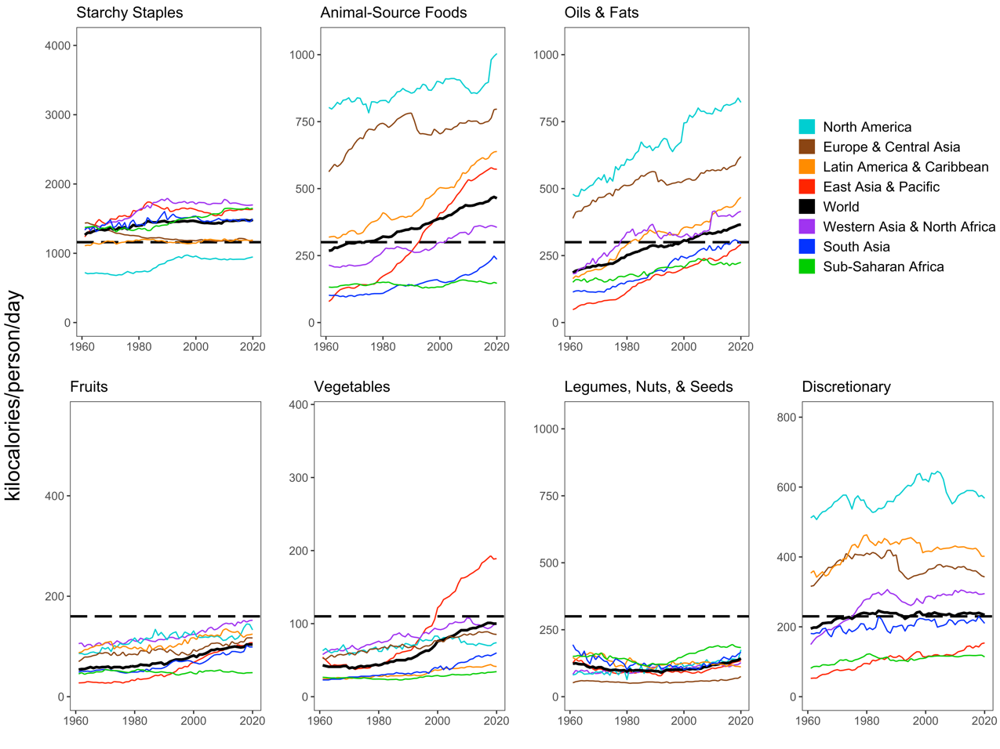 Starchy Staples
Animal-Source Foods
Oils & Fats
4000
3000
2000
1000
0
1960 1980 2000 2020
1000
750
500
250
0
1960 1980 2000 2020
1000
750
500
250
0
1960 1980 2000 2020
North America
Europe & Central Asia
Latin America & Caribbean
East Asia & Pacific
World
Western Asia & North Africa
South Asia
Sub-Saharan Africa
kilocalories/person/day
Fruits
Vegetables
Legumes, Nuts, & Seeds
Discretionary
400
200
0
1960 1980 2000 2020
400
300
200
100
0
1960 1980 2000 2020
1000
750
500
250
0
1960 1980 2000 2020
800
600
400
200
0
1960 1980 2000 2020